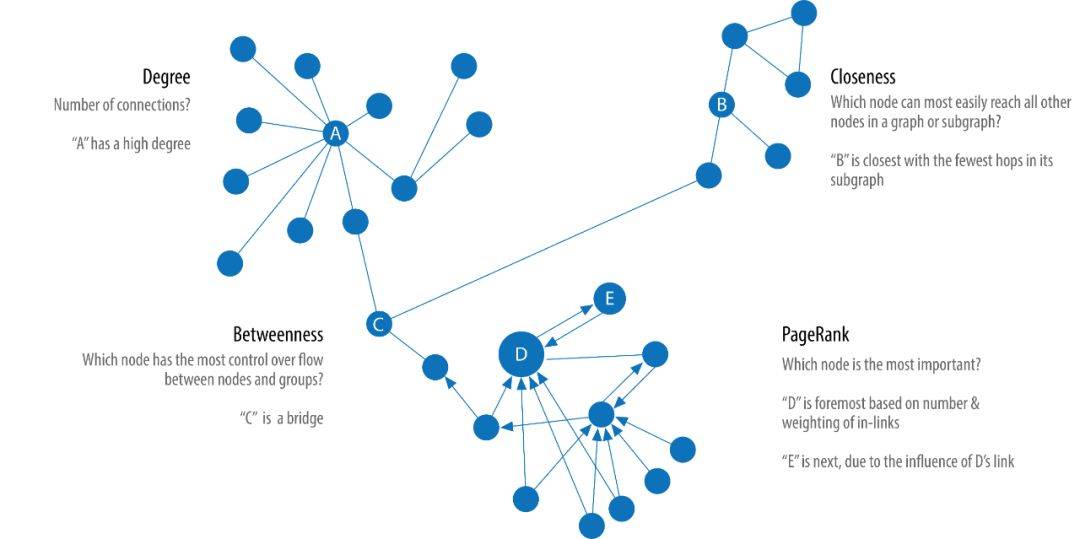 Degree
Number of connections?
“A” has a high degree
A
B
Closeness
Which node can most easily reach all other
nodes in a graph or subgraph?
“B” is closest with the fewest hops in its
subgraph
Betweenness
Which node has the most control over flow
between nodes and groups?
“C” is a bridge
C
D
E
PageRank
Which node is the most important?
“D” is foremost based on number &
weighting of in-links
“E” is next, due to the influence of D’s link